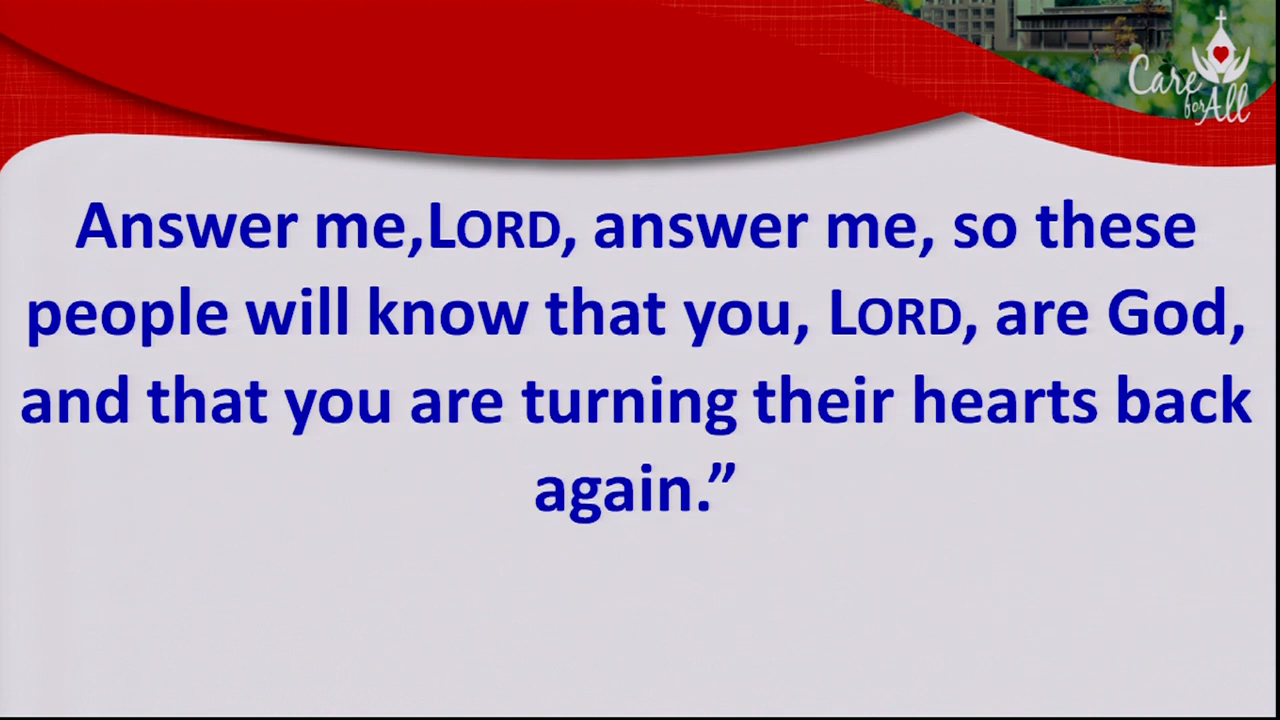 Care
for All
Answer me,LORD, answer me, so these
people will know that you, LORD, are God,
and that you are turning their hearts back
again.”